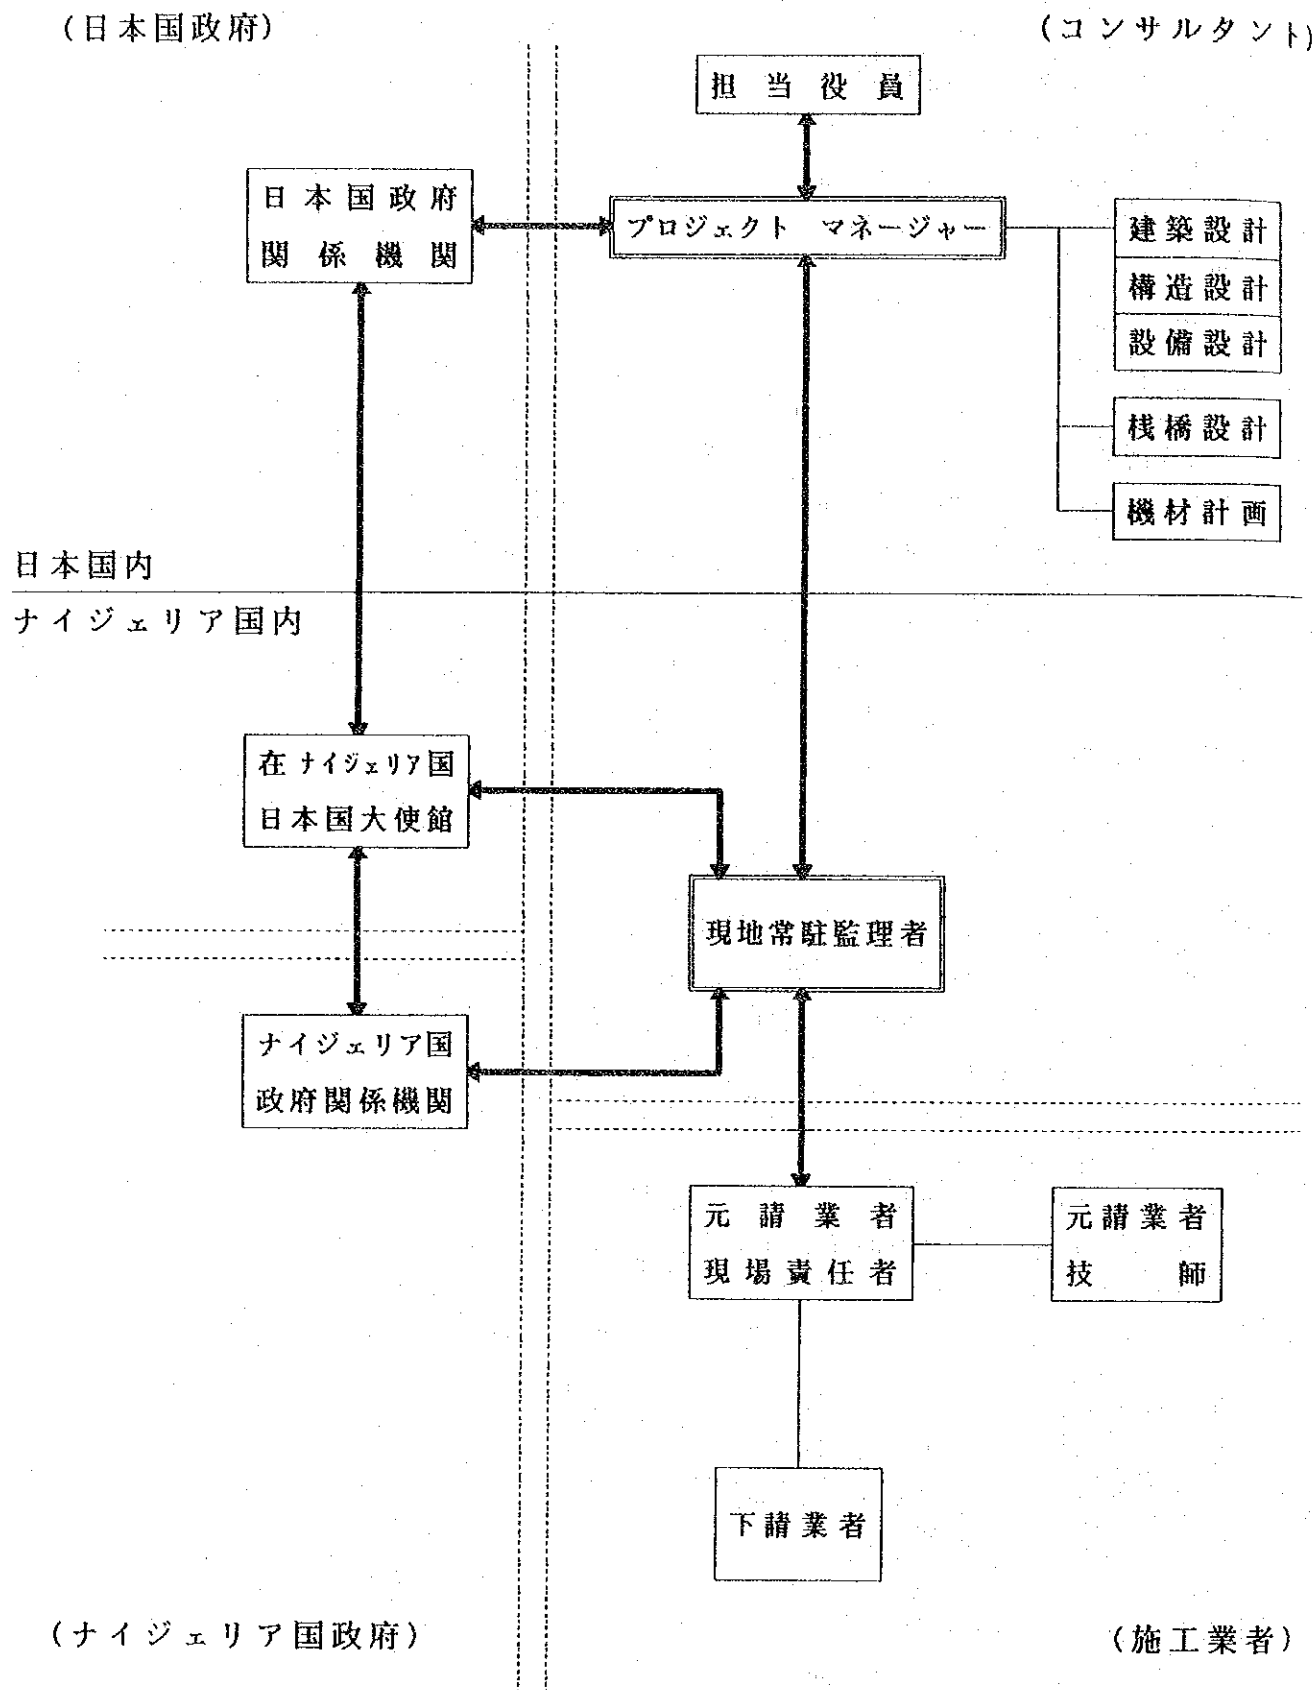 (日本国政府)
(コンサルタント)
担当役員
日本国政府
関係機関
プロジェクト マネージャー
建築設計
構造設計
設備設計
桟橋設計
機材計画
日本国内
ナイジェリア国内
在ナイジェリア国
日本国大使館
現地常駐監理者
ナイジェリア国
政府関係機関
元請業者
現場責任者
元請業者
技師
下請業者
(ナイジェリア国政府)
(施工業者)